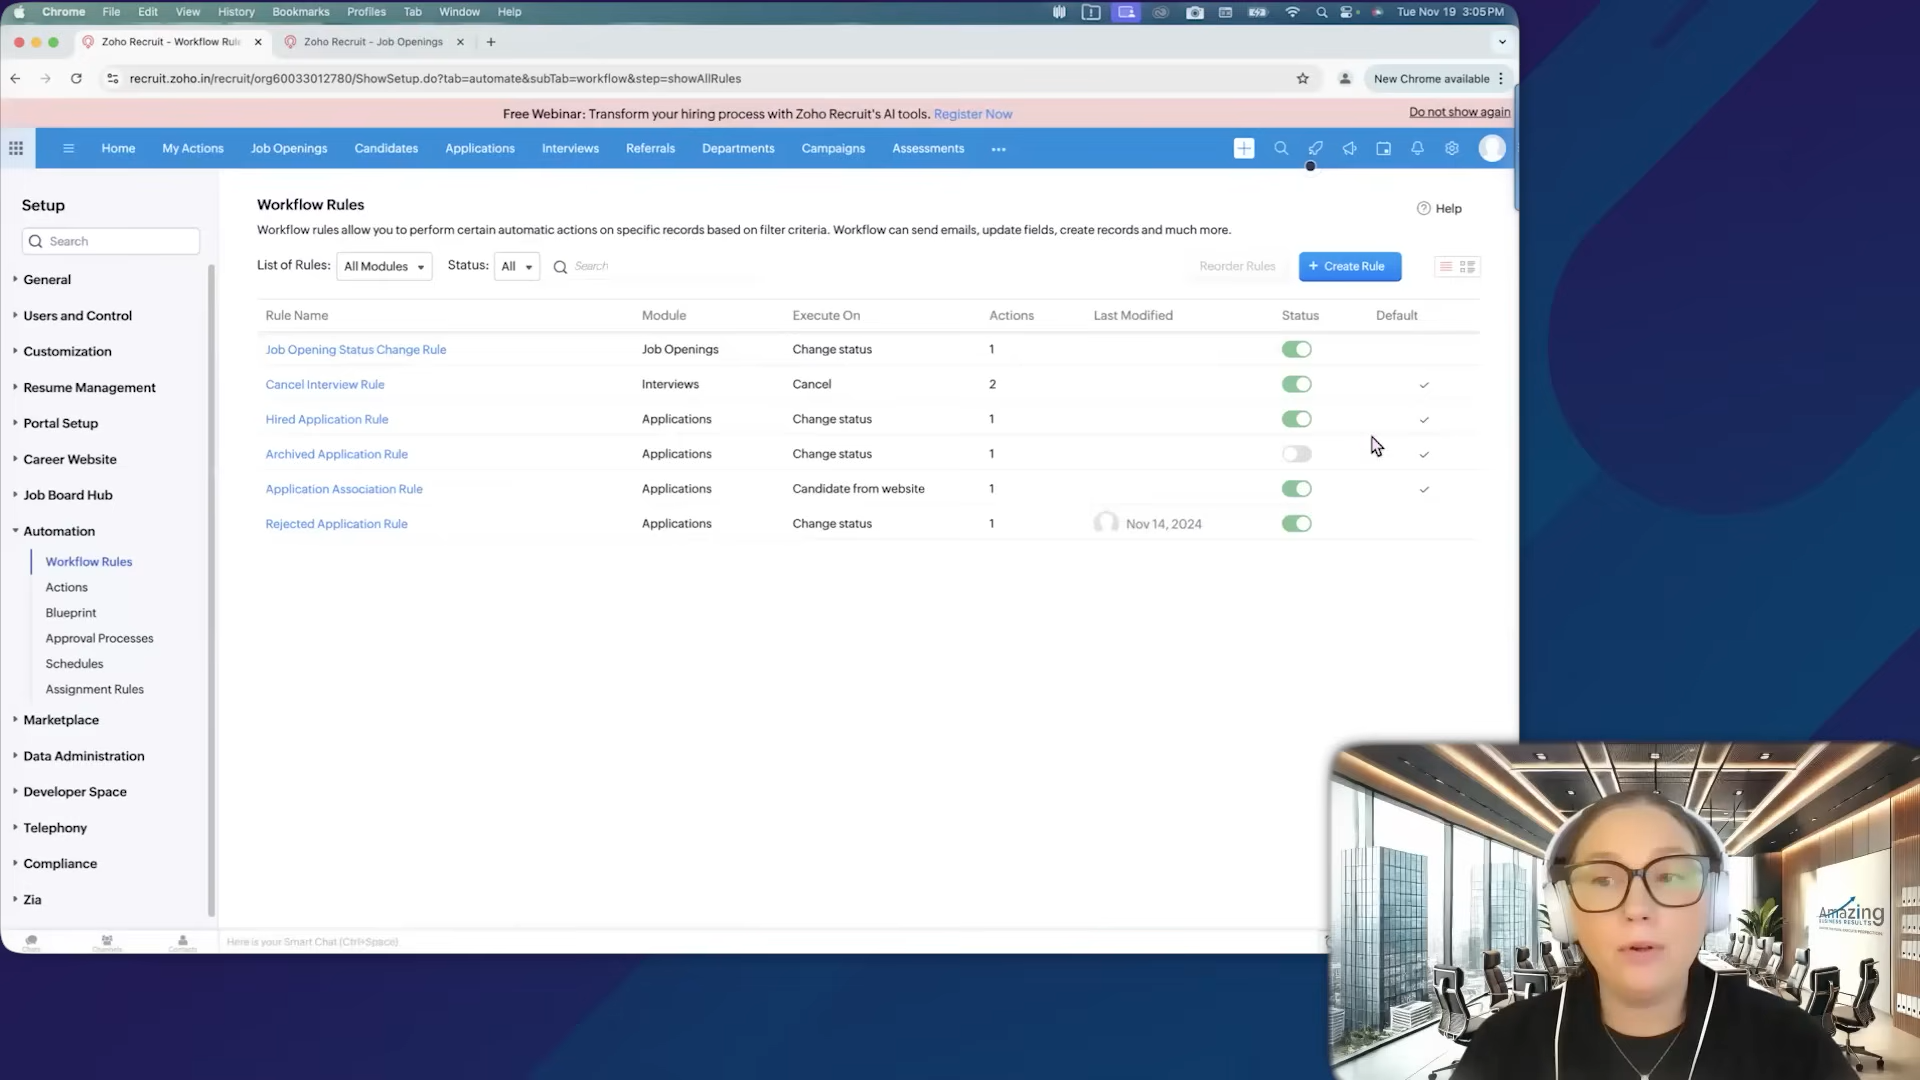 Chrome File Edit View History Bookmarks Profiles Tab Window Help
Tue Nov 19 3:05 PM
Zoho Recruit - Workflow Rul
Zoho Recruit - Job Openings
recruit.zoho.in/recruit/org60033012780/ShowSetup.do?tab=automate&subTab=workflow&step=showAllRules
New Chrome available
Free Webinar: Transform your hiring process with Zoho Recruit's AI tools. Register Now
Do not show again
Home My Actions Job Openings Candidates Applications Interviews Referrals Departments Campaigns Assessments
Setup
Search
General
Users and Control
Customization
Resume Management
Portal Setup
Career Website
Job Board Hub
Automation
Workflow Rules
Actions
Blueprint
Approval Processes
Schedules
Assignment Rules
Marketplace
Data Administration
Developer Space
Telephony
Compliance
Zia
Workflow Rules
Help
Workflow rules allow you to perform certain automatic actions on specific records based on filter criteria. Workflow can send emails, update fields, create records and much more.
List of Rules: All Modules Status: All Search
Reorder Rules
+ Create Rule
Rule Name Module Execute On Actions Last Modified Status Default
Job Opening Status Change Rule Job Openings Change status 1
Cancel Interview Rule Interviews Cancel 2
Hired Application Rule Applications Change status 1
Archived Application Rule Applications Change status 1
Application Association Rule Applications Candidate from website 1
Rejected Application Rule Applications Change status 1 Nov 14, 2024
Chats Channels Contacts
Here is your Smart Chat (Ctrl+Space)
Amazing
BUSINESS RESULTS